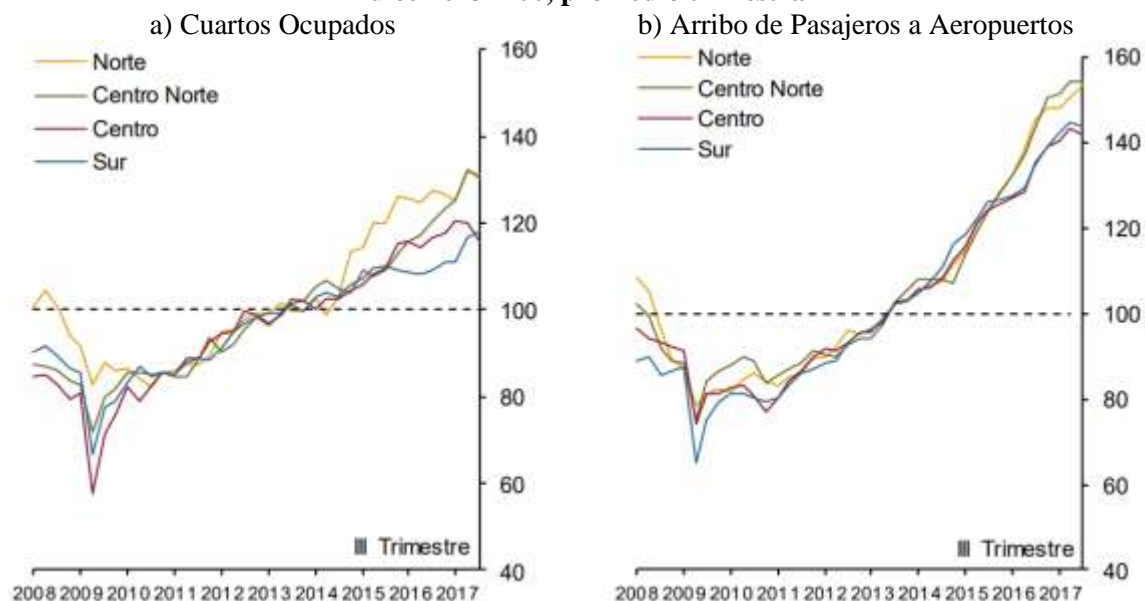 a) Cuartos Ocupados
b) Arribo de Pasajeros a Aeropuertos
Norte
Centro Norte
Centro
Sur
160
140
120
100
80
60
40
III Trimestre
2008 2009 2010 2011 2012 2013 2014 2015 2016 2017
Norte
Centro Norte
Centro
Sur
160
140
120
100
80
60
40
III Trimestre
2008 2009 2010 2011 2012 2013 2014 2015 2016 2017